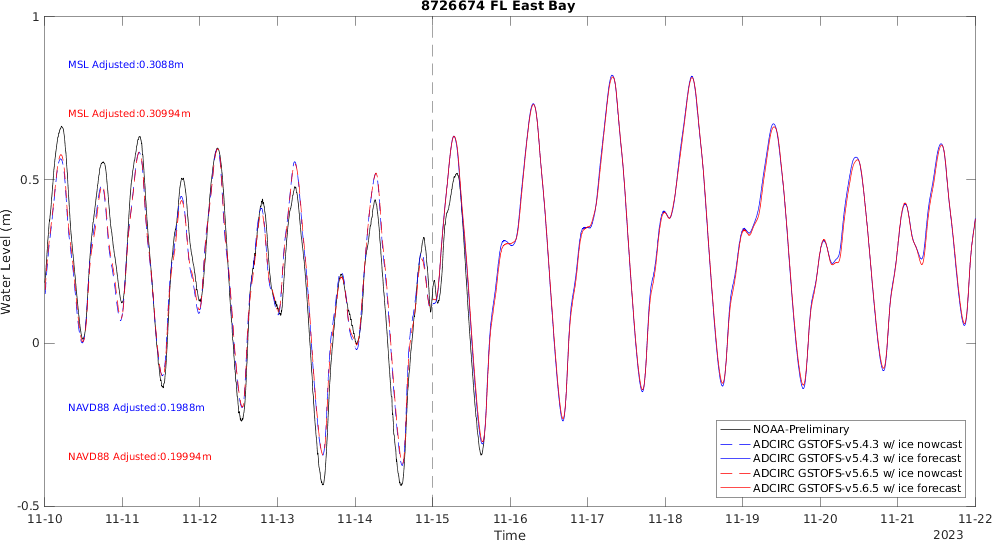 8726674 FL East Bay
1
0.5
0
-0.5
Water Level (m)
MSL Adjusted:0.3088m
MSL Adjusted:0.30994m
NAVD88 Adjusted:0.1988m
NAVD88 Adjusted:0.19994m
NOAA-Preliminary
ADCIRC GSTOFS-v5.4.3 w/ ice nowcast
ADCIRC GSTOFS-v5.4.3 w/ ice forecast
ADCIRC GSTOFS-v5.6.5 w/ ice nowcast
ADCIRC GSTOFS-v5.6.5 w/ ice forecast
11-10 11-11 11-12 11-13 11-14 11-15 11-16 11-17 11-18 11-19 11-20 11-21 11-22
Time
2023